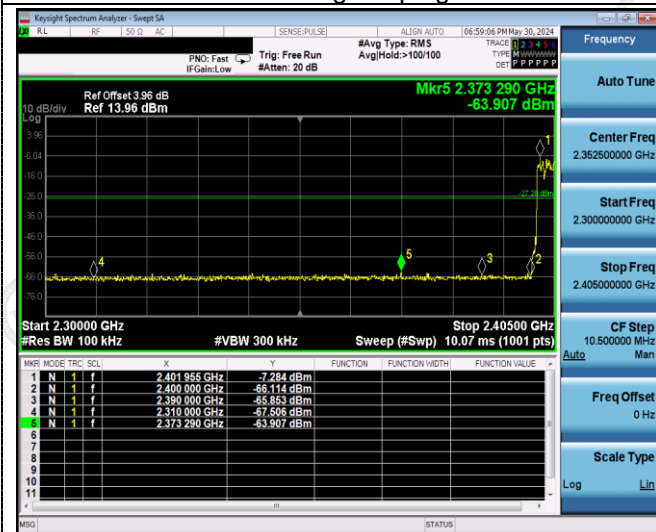 Keysight Spectrum Analyzer - Swept SA
RL RF 50 Ω AC SENSE:PULSE ALIGN AUTO 06:59:06 PM May 30, 2024
#Avg Type: RMS TRACE 1 2 3 4 5 6
PNO: Fast Trig: Free Run Avg|Hold:>100/100 TYPE MWWWWW
IFGain:Low #Atten: 20 dB DET P P P P P P
Ref Offset 3.96 dB Mkr5 2.373 290 GHz
10 dB/div Ref 13.96 dBm -63.907 dBm
Log
3.96
-6.04
-16.0
-26.0
-27.28 dBm
-36.0
-46.0
-56.0
-66.0
-76.0
1
2
3
4
5
Start 2.30000 GHz Stop 2.40500 GHz
#Res BW 100 kHz #VBW 300 kHz Sweep (#Swp) 10.07 ms (1001 pts)
MKR MODE TRC SCL X Y FUNCTION FUNCTION WIDTH FUNCTION VALUE
1 N 1 f 2.401 955 GHz -7.284 dBm
2 N 1 f 2.400 000 GHz -66.114 dBm
3 N 1 f 2.390 000 GHz -65.853 dBm
4 N 1 f 2.310 000 GHz -67.506 dBm
5 N 1 f 2.373 290 GHz -63.907 dBm
6
7
8
9
10
11
MSG STATUS
Frequency
Auto Tune
Center Freq
2.352500000 GHz
Start Freq
2.300000000 GHz
Stop Freq
2.405000000 GHz
CF Step
10.500000 MHz
Auto Man
Freq Offset
0 Hz
Scale Type
Log Lin